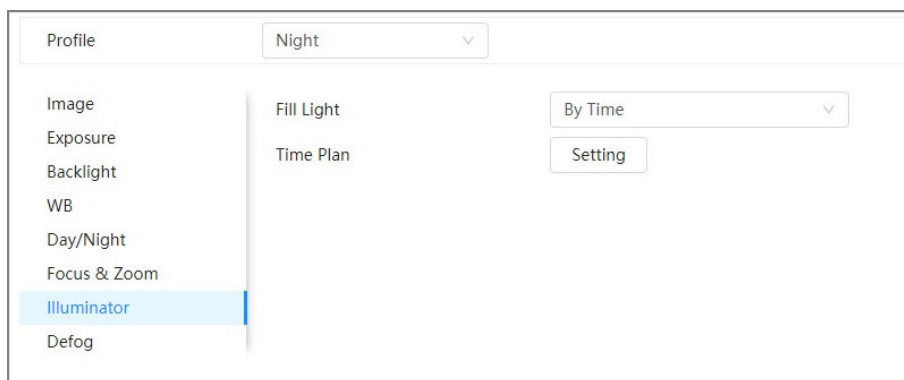 Profile Night
Image
Exposure
Backlight
WB
Day/Night
Focus & Zoom
Illuminator
Defog
Fill Light By Time
Time Plan Setting